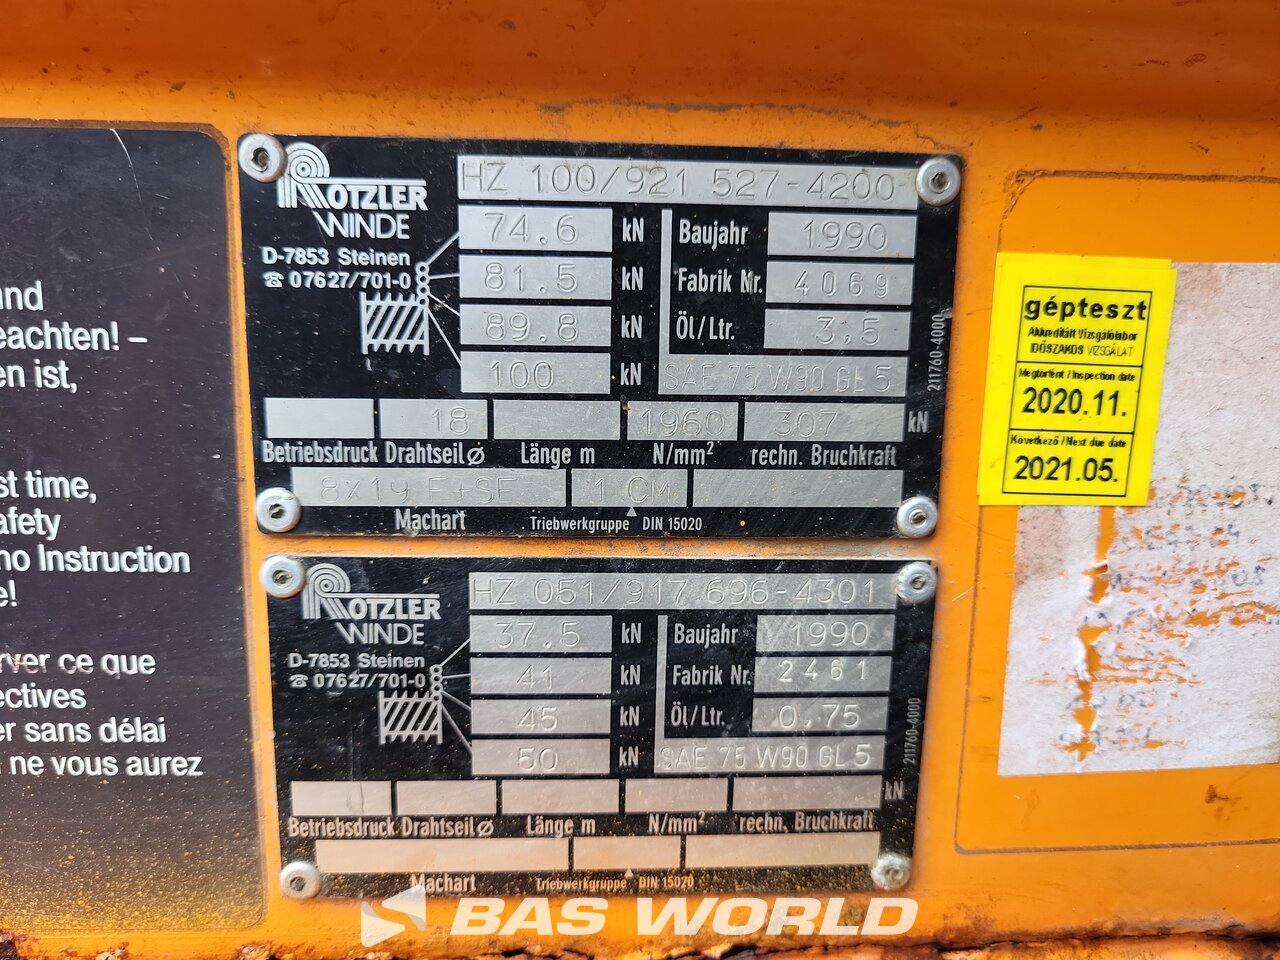 und
eachten! –
en ist,
st time,
afety
no Instruction
e!
rver ce que
ectives
er sans délai
ne vous aurez
ROTZLER
WINDE
D-7853 Steinen
☎ 07627/701-0
HZ 100/921 527-4200
74.6 kN
81.5 kN
89.8 kN
100 kN
Baujahr 1990
Fabrik Nr. 4069
Öl/Ltr. 3,5
SAE 75 W90 GL 5
211760-4000
18 1960 307 kN
Betriebsdruck Drahtseil ø Länge m N/mm² rechn. Bruchkraft
8x19 F+SF 1 CM
Machart Triebwerkgruppe DIN 15020
ROTZLER
WINDE
D-7853 Steinen
☎ 07627/701-0
HZ 051/917 696-4301
37.5 kN
41 kN
45 kN
50 kN
Baujahr 1990
Fabrik Nr. 2461
Öl/Ltr. 0,75
SAE 75 W90 GL 5
211760-4000
kN
Betriebsdruck Drahtseil ø Länge m N/mm² rechn. Bruchkraft
Machart Triebwerkgruppe DIN 15020
gépteszt
Akkreditált Vizsgálólabor
IDŐSZAKOS VIZSGÁLAT
Megtörtént / Inspection date
2020.11.
Következő / Next due date
2021.05.
BAS WORLD